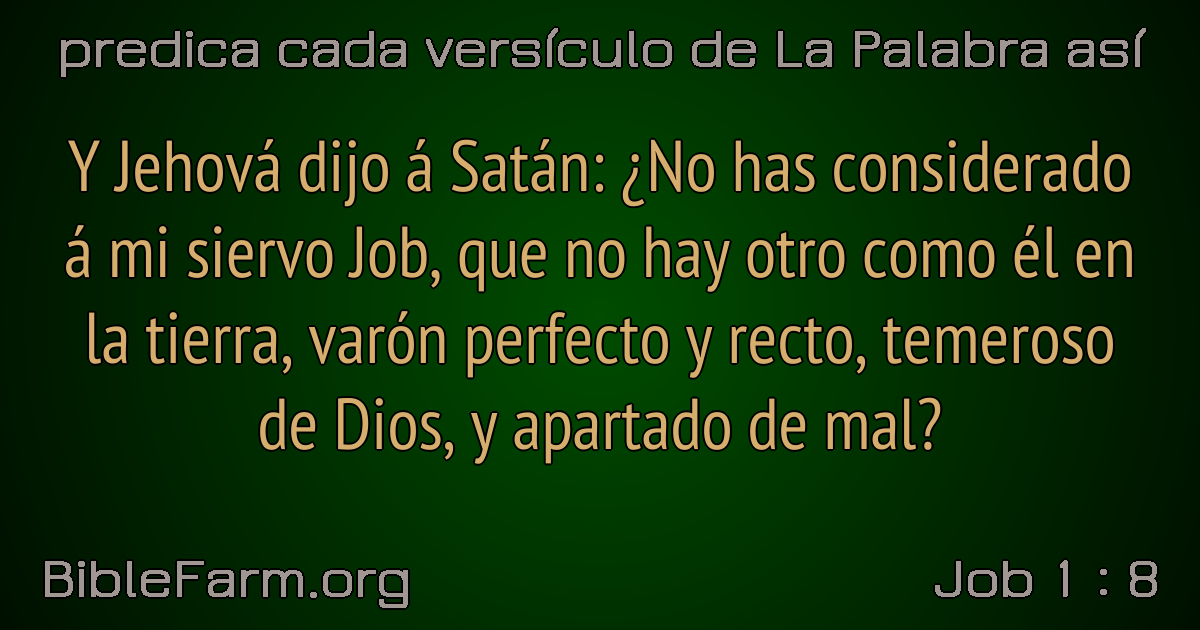 predica cada versículo de La Palabra así
Y Jehová dijo á Satán: ¿No has considerado
á mi siervo Job, que no hay otro como él en
la tierra, varón perfecto y recto, temeroso
de Dios, y apartado de mal?
BibleFarm.org
Job 1 : 8